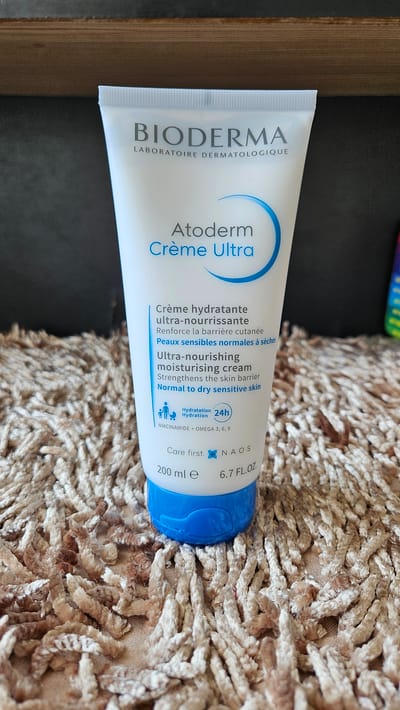 BIODERMA
LABORATOIRE DERMATOLOGIQUE
Atoderm
Crème Ultra
Crème hydratante
ultra-nourrissante
Renforce la barrière cutanée
Peaux sensibles normales à sèches
Ultra-nourishing
moisturising cream
Strengthens the skin barrier
Normal to dry sensitive skin
Hydratation
Hydration
24h
NIACINAMIDE + OMEGA 3, 6, 9
Care first
NAOS
200 ml ℮ 6.7 FL.OZ.